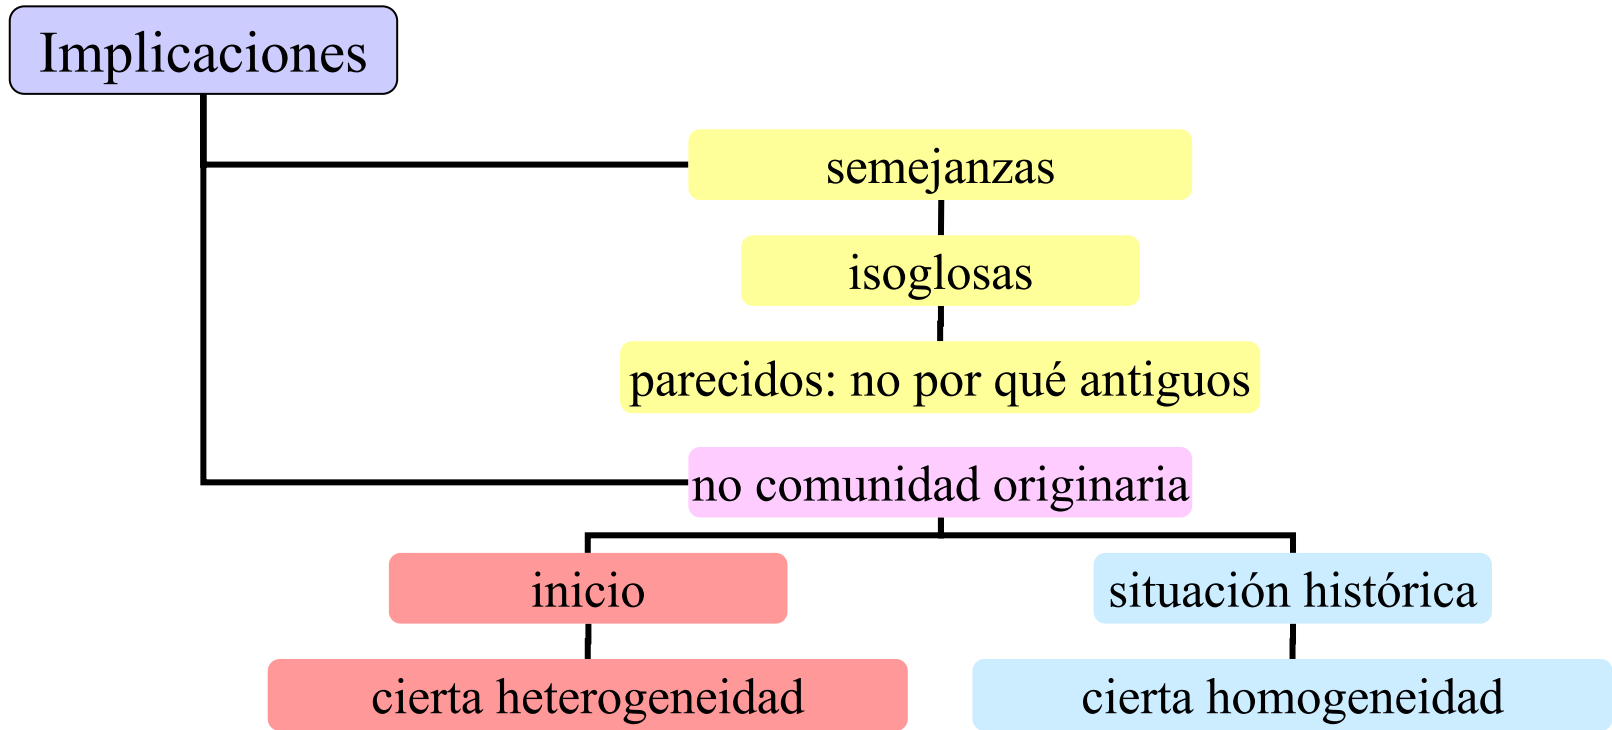 Implicaciones
semejanzas
isoglosas
parecidos: no por qué antiguos
no comunidad originaria
inicio
situación histórica
cierta heterogeneidad
cierta homogeneidad